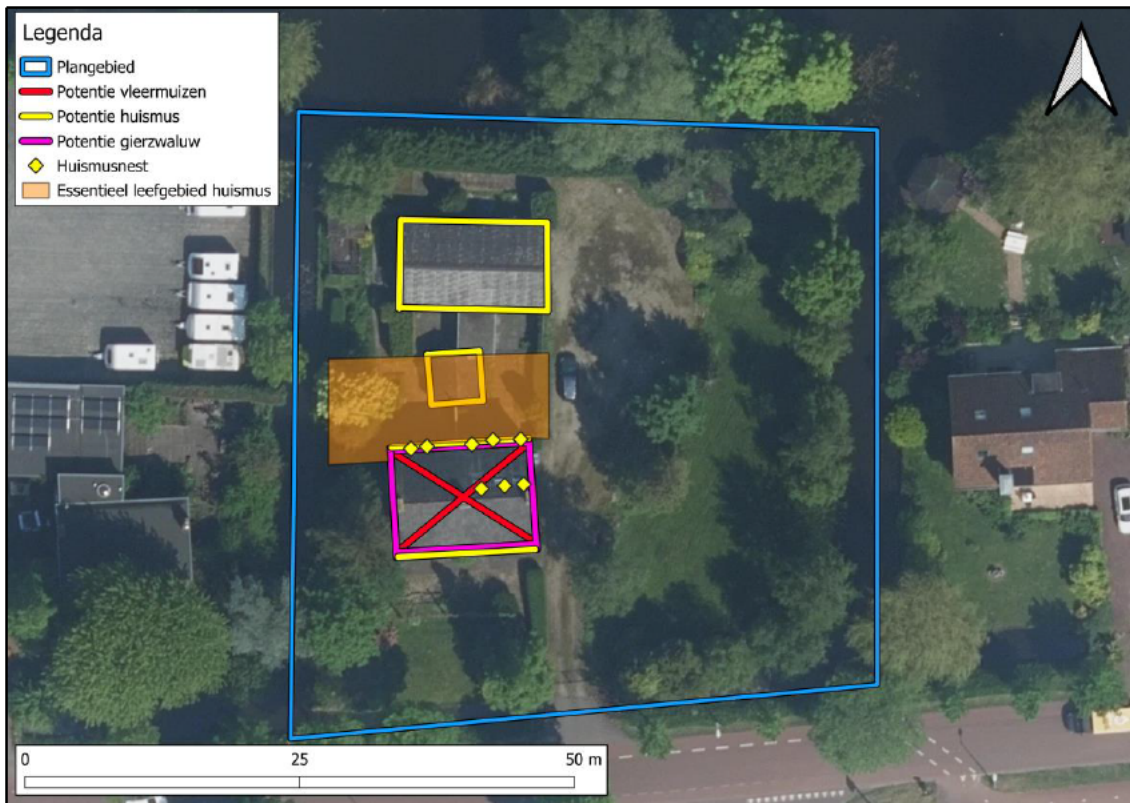 Legenda
Plangebied
Potentie vleermuizen
Potentie huismus
Potentie gierzwaluw
Huismusnest
Essentieel leefgebied huismus
0 25 50 m